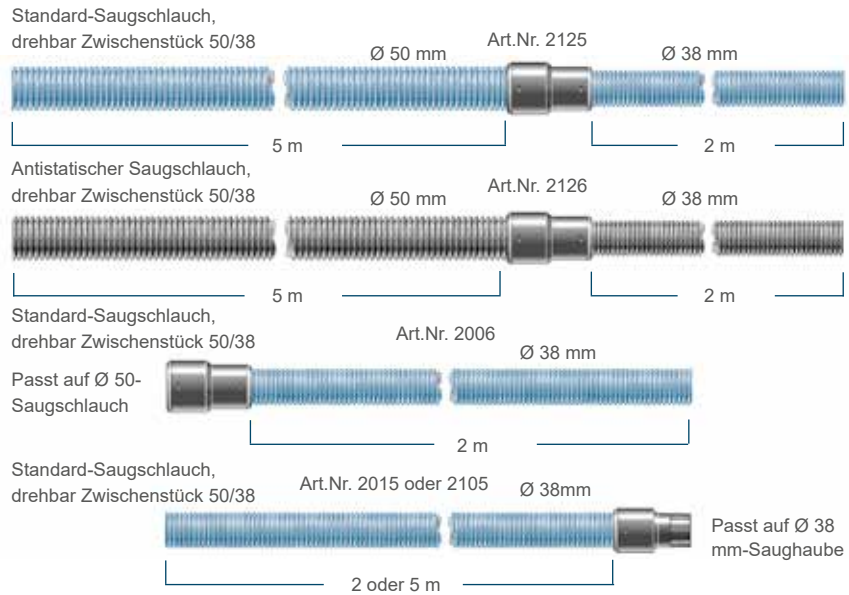 Standard-Saugschlauch,
drehbar Zwischenstück 50/38
Ø 50 mm
Art.Nr. 2125
Ø 38 mm
5 m
2 m
Antistatischer Saugschlauch,
drehbar Zwischenstück 50/38
Ø 50 mm
Art.Nr. 2126
Ø 38 mm
5 m
2 m
Standard-Saugschlauch,
drehbar Zwischenstück 50/38
Art.Nr. 2006
Ø 38 mm
Passt auf Ø 50-
Saugschlauch
2 m
Standard-Saugschlauch,
drehbar Zwischenstück 50/38
Art.Nr. 2015 oder 2105
Ø 38mm
Passt auf Ø 38
mm-Saughaube
2 oder 5 m